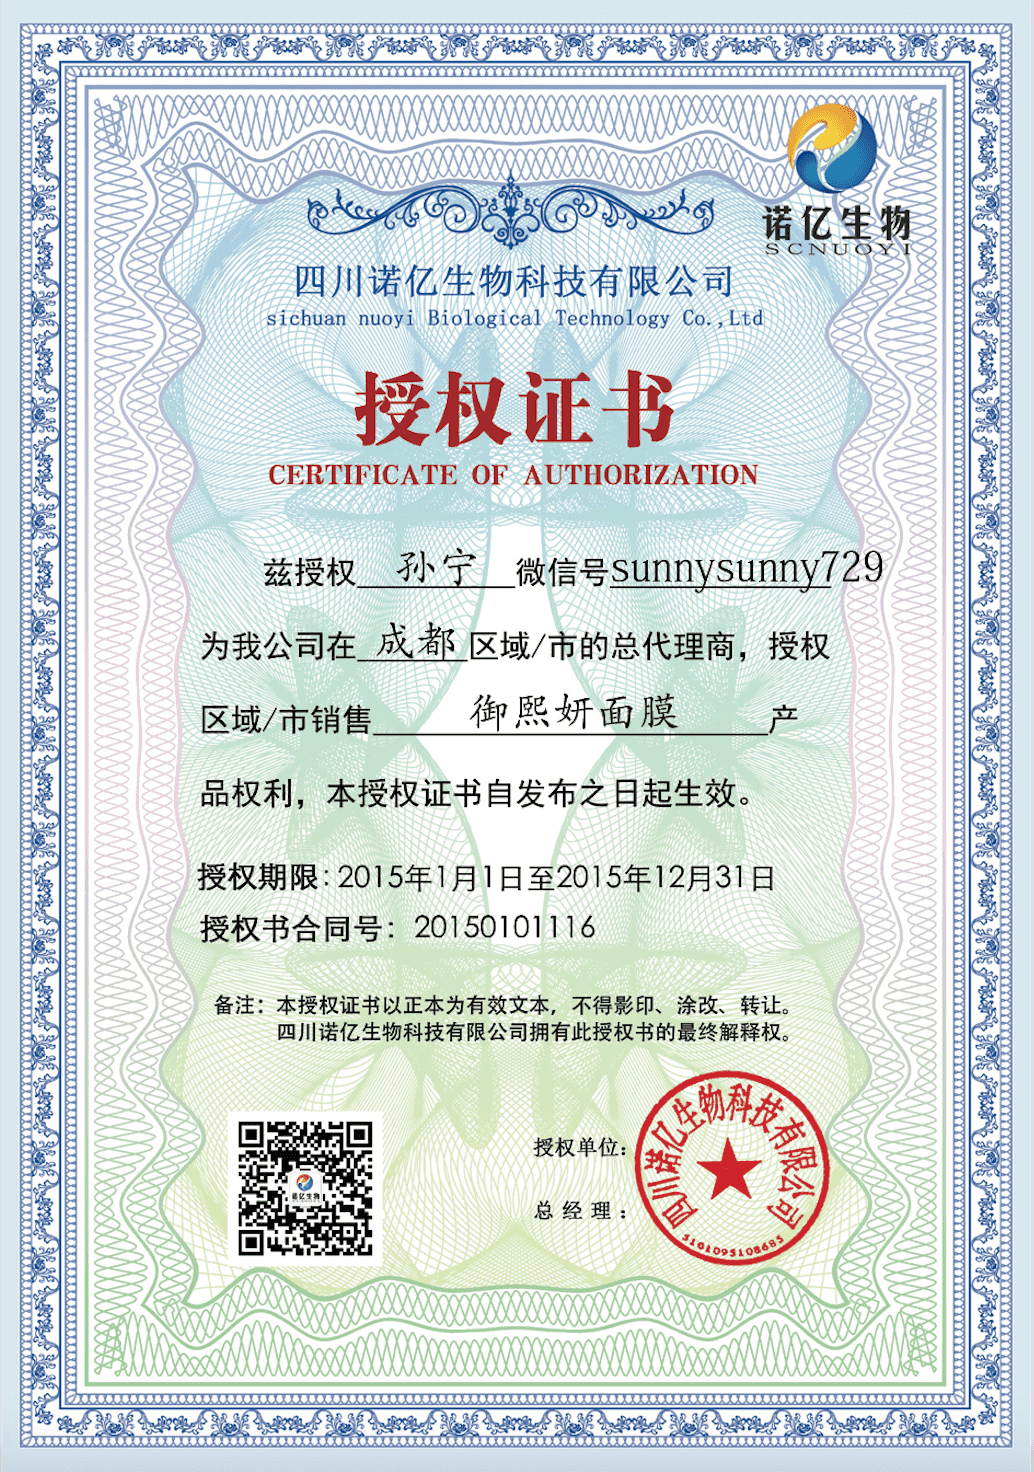 诺亿生物
SCNUOYI
四川诺亿生物科技有限公司
sichuan nuoyi Biological Technology Co.,Ltd
授权证书
CERTIFICATE OF AUTHORIZATION
兹授权 孙宁 微信号sunnysunny729
为我公司在 成都 区域/市的总代理商，授权
区域/市销售 御熙妍面膜 产
品权利，本授权证书自发布之日起生效。
授权期限：2015年1月1日至2015年12月31日
授权书合同号：20150101116
备注：本授权证书以正本为有效文本，不得影印、涂改、转让。
四川诺亿生物科技有限公司拥有此授权书的最终解释权。
诺亿生物
授权单位：
总经理：
四川诺亿生物科技有限公司
5101095108685